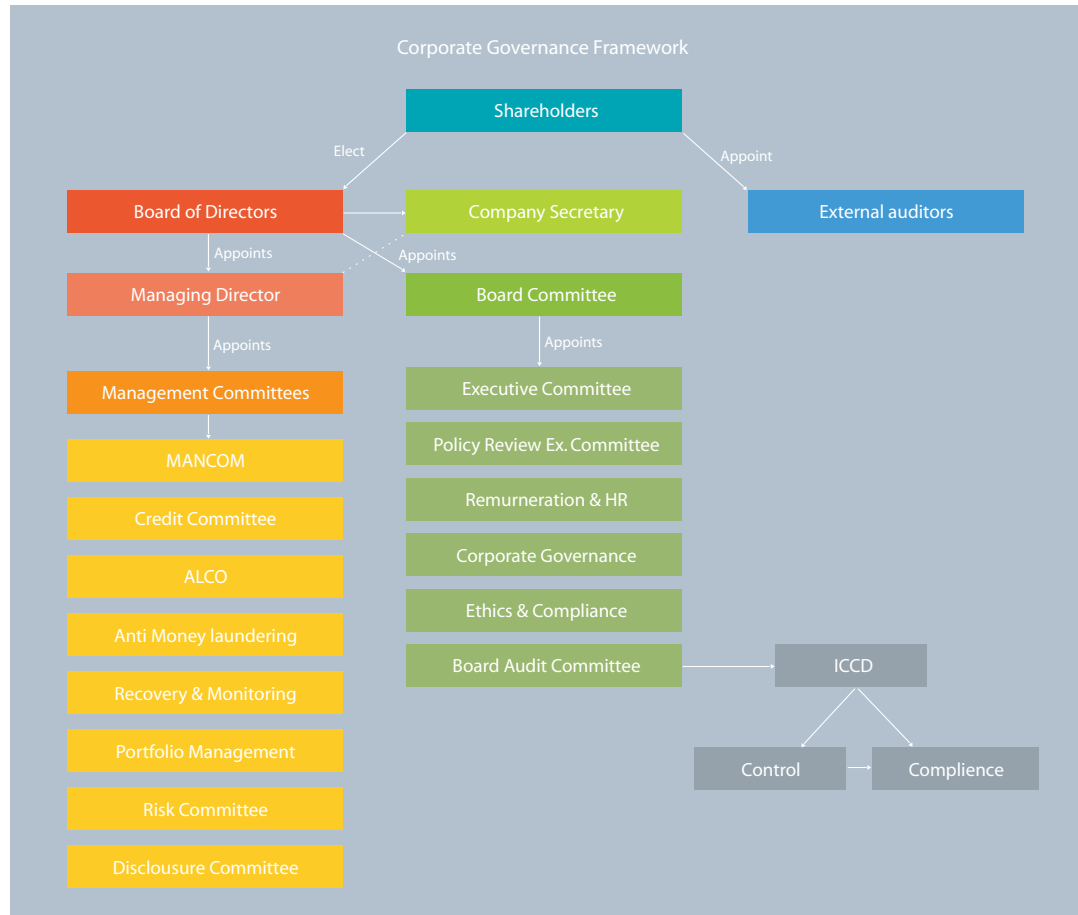 Corporate Governance Framework
Shareholders
Elect
Appoint
Board of Directors
Company Secretary
External auditors
Appoints
Appoints
Managing Director
Board Committee
Appoints
Appoints
Management Committees
Executive Committee
MANCOM
Policy Review Ex. Committee
Credit Committee
Remurneration & HR
ALCO
Corporate Governance
Anti Money laundering
Ethics & Compliance
Recovery & Monitoring
Board Audit Committee
ICCD
Portfolio Management
Control
Complience
Risk Committee
Disclousure Committee